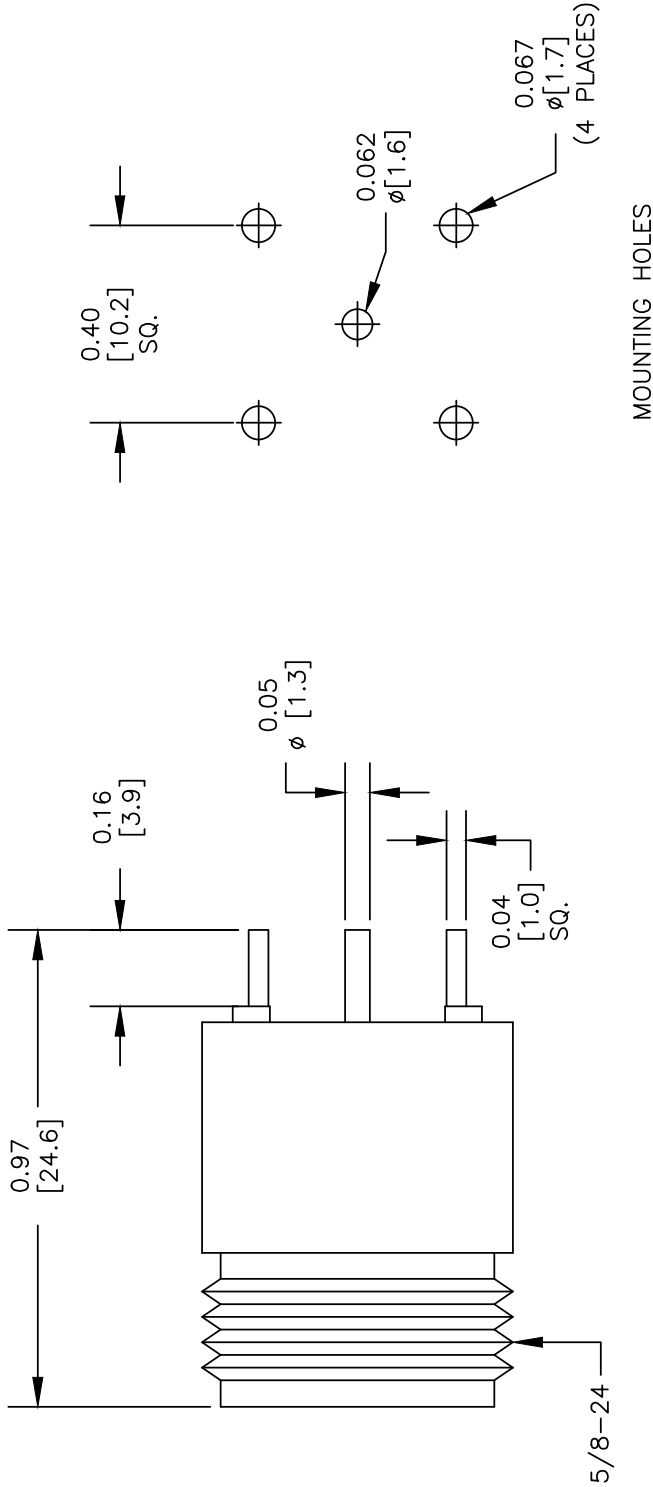 0.97
[24.6]
0.16
[3.9]
0.05
ø [1.3]
0.04
[1.0]
SQ.
5/8-24
0.40
[10.2]
SQ.
0.062
ø[1.6]
0.067
ø[1.7]
(4 PLACES)
MOUNTING HOLES